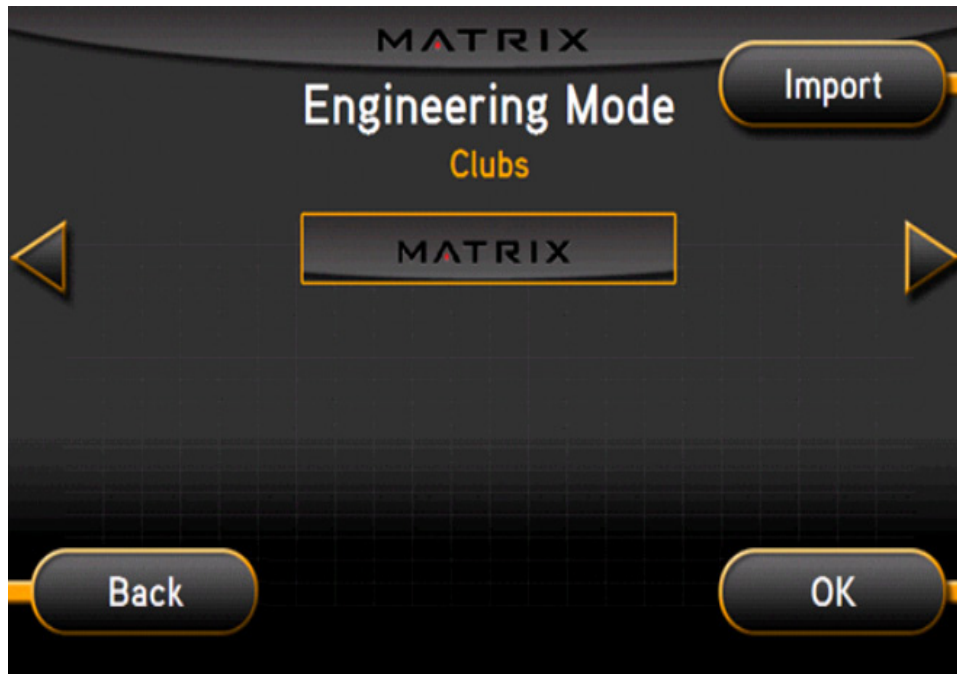 MATRIX
Import
Engineering Mode
Clubs
MATRIX
Back
OK